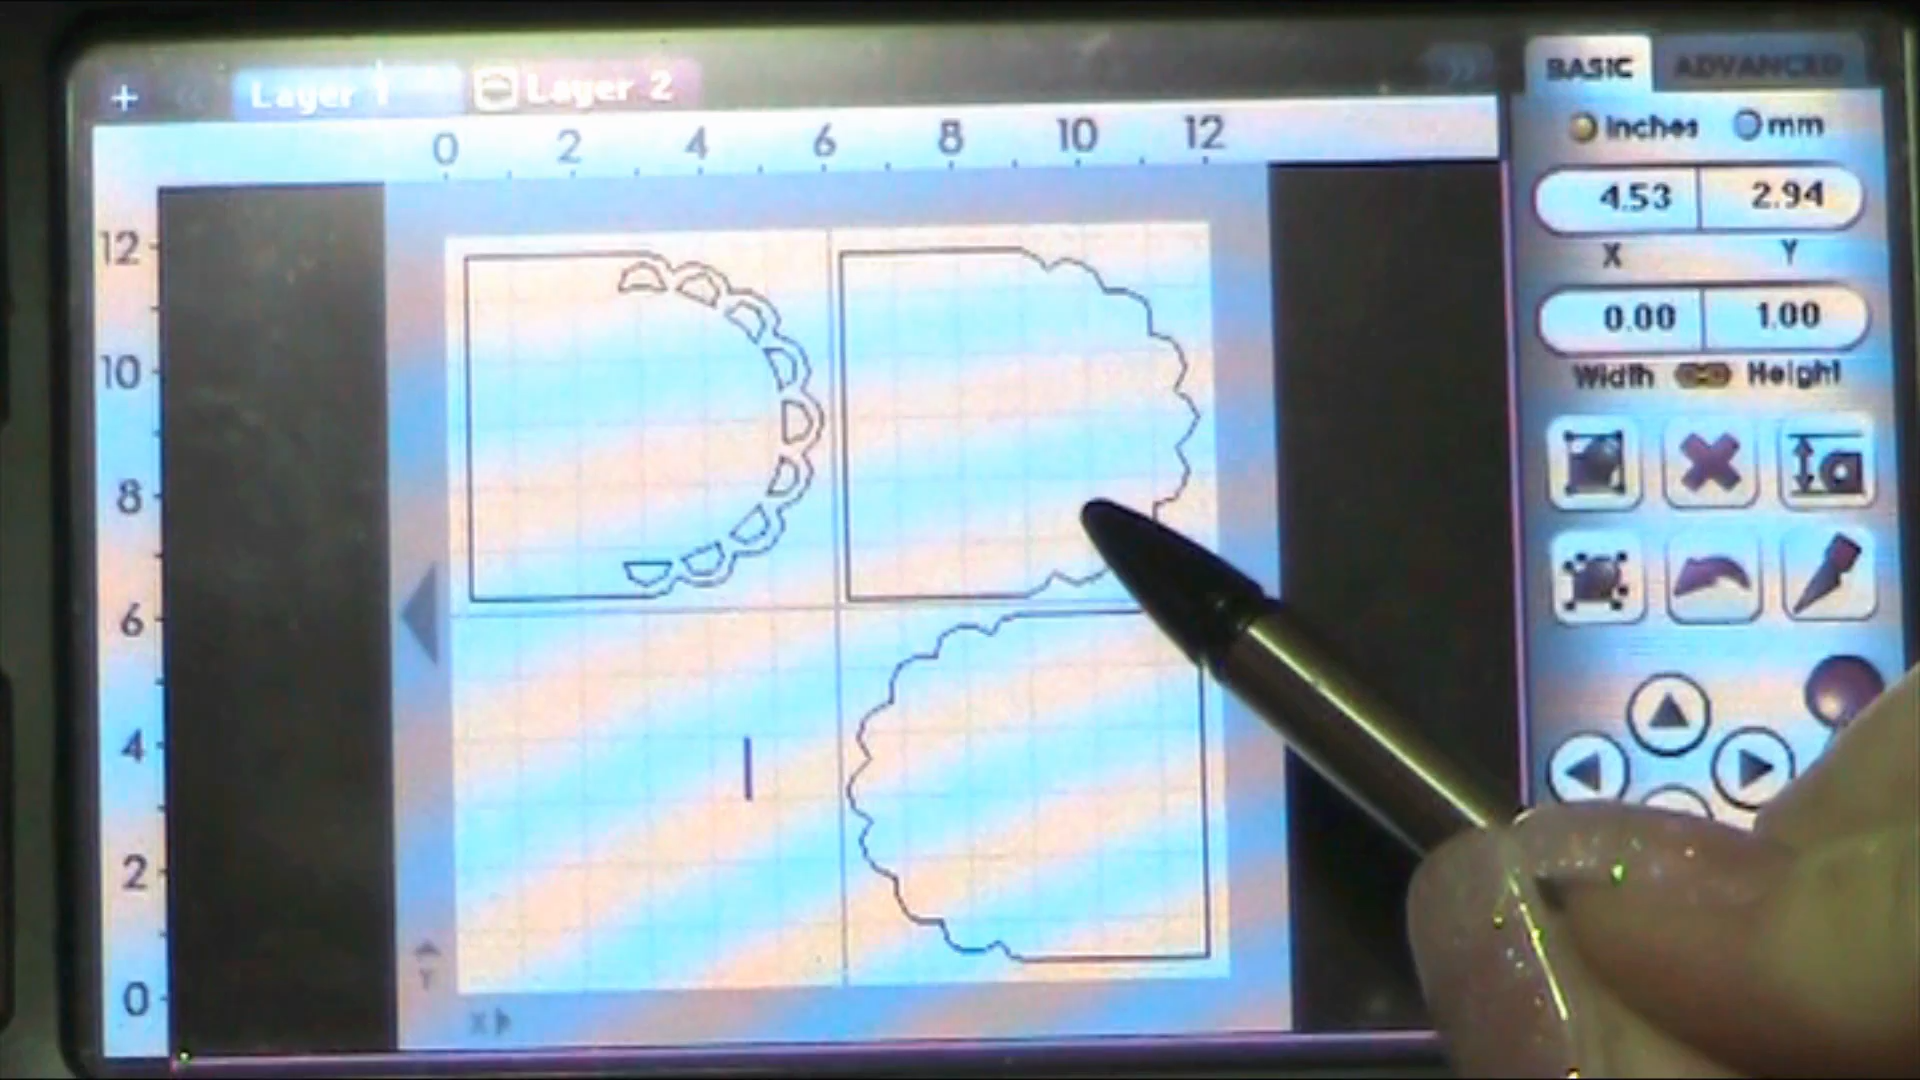 + Layer 1 Layer 2
BASIC ADVANCED
0 2 4 6 8 10 12
inches mm
4.53 2.94
X Y
0.00 1.00
Width Height
12
10
8
6
4
2
0
Y
X